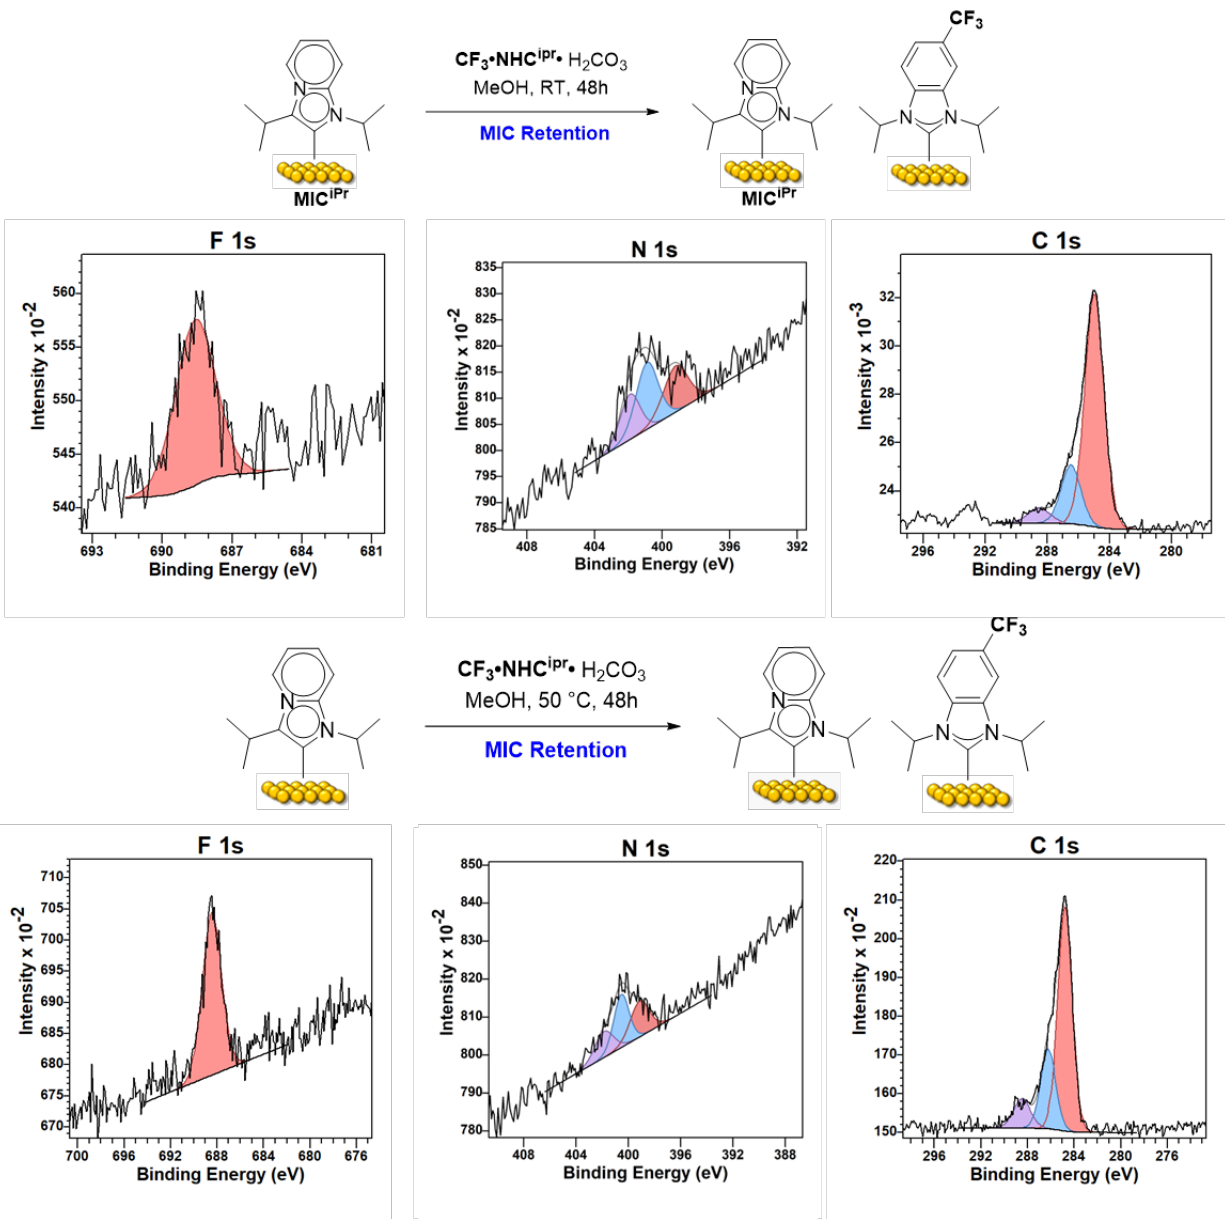 CF₃
CF₃•NHCⁱᵖʳ• H₂CO₃
MeOH, RT, 48h
MIC Retention
N
N
N
N
N
N
MICⁱᴾʳ
MICⁱᴾʳ
F 1s
N 1s
C 1s
Intensity x 10⁻²
560
555
550
545
540
693 690 687 684 681
Binding Energy (eV)
Intensity x 10⁻²
835
830
825
820
810
805
800
795
790
785
408 404 400 396 392
Binding Energy (eV)
Intensity x 10⁻³
32
28
26
24
296 292 288 284 280
Binding Energy (eV)
CF₃
CF₃•NHCⁱᵖʳ• H₂CO₃
MeOH, 50 °C, 48h
MIC Retention
N
N
N
N
N
N
F 1s
N 1s
C 1s
Intensity x 10⁻²
710
700
695
690
685
680
675
670
700 696 692 688 684 680 676
Binding Energy (eV)
Intensity x 10⁻²
850
840
830
820
810
800
790
780
408 404 400 396 392 388
Binding Energy (eV)
Intensity x 10⁻²
220
210
200
190
180
170
160
150
296 292 288 284 280 276
Binding Energy (eV)